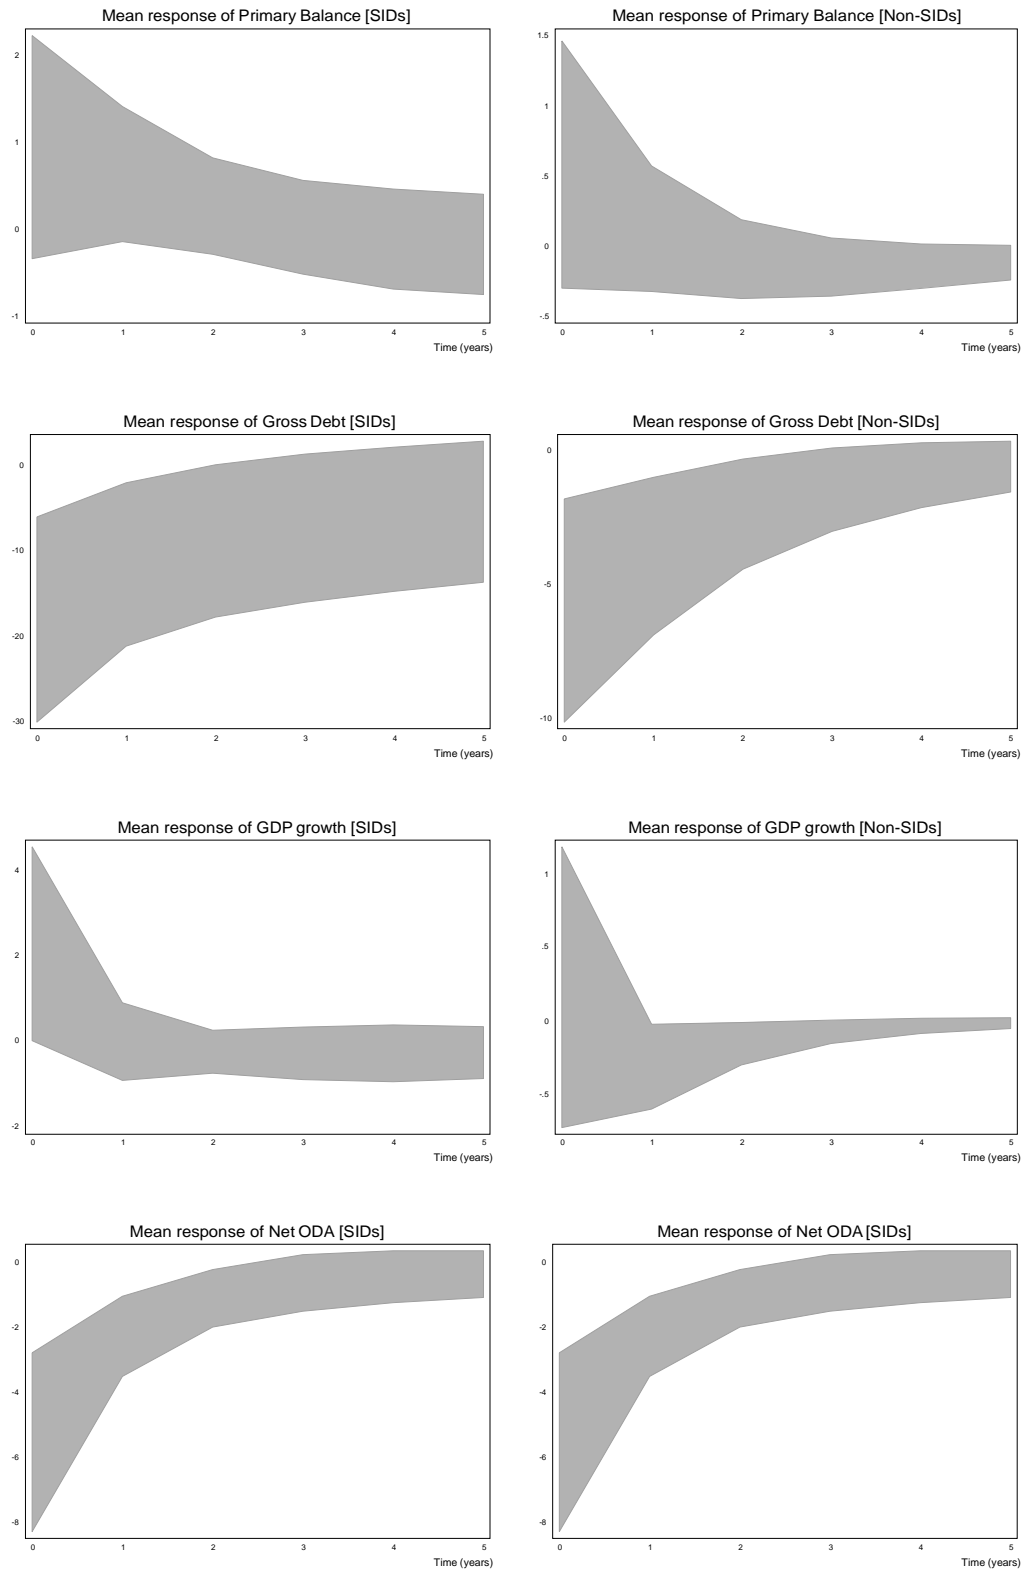 Mean response of Primary Balance [SIDs]
2
1
0
-1
0 1 2 3 4 5
Time (years)
Mean response of Primary Balance [Non-SIDs]
1.5
1
.5
0
-.5
0 1 2 3 4 5
Time (years)
Mean response of Gross Debt [SIDs]
0
-10
-20
-30
0 1 2 3 4 5
Time (years)
Mean response of Gross Debt [Non-SIDs]
0
-5
-10
0 1 2 3 4 5
Time (years)
Mean response of GDP growth [SIDs]
4
2
0
-2
0 1 2 3 4 5
Time (years)
Mean response of GDP growth [Non-SIDs]
1
.5
0
-.5
0 1 2 3 4 5
Time (years)
Mean response of Net ODA [SIDs]
0
-2
-4
-6
-8
0 1 2 3 4 5
Time (years)
Mean response of Net ODA [SIDs]
0
-2
-4
-6
-8
0 1 2 3 4 5
Time (years)